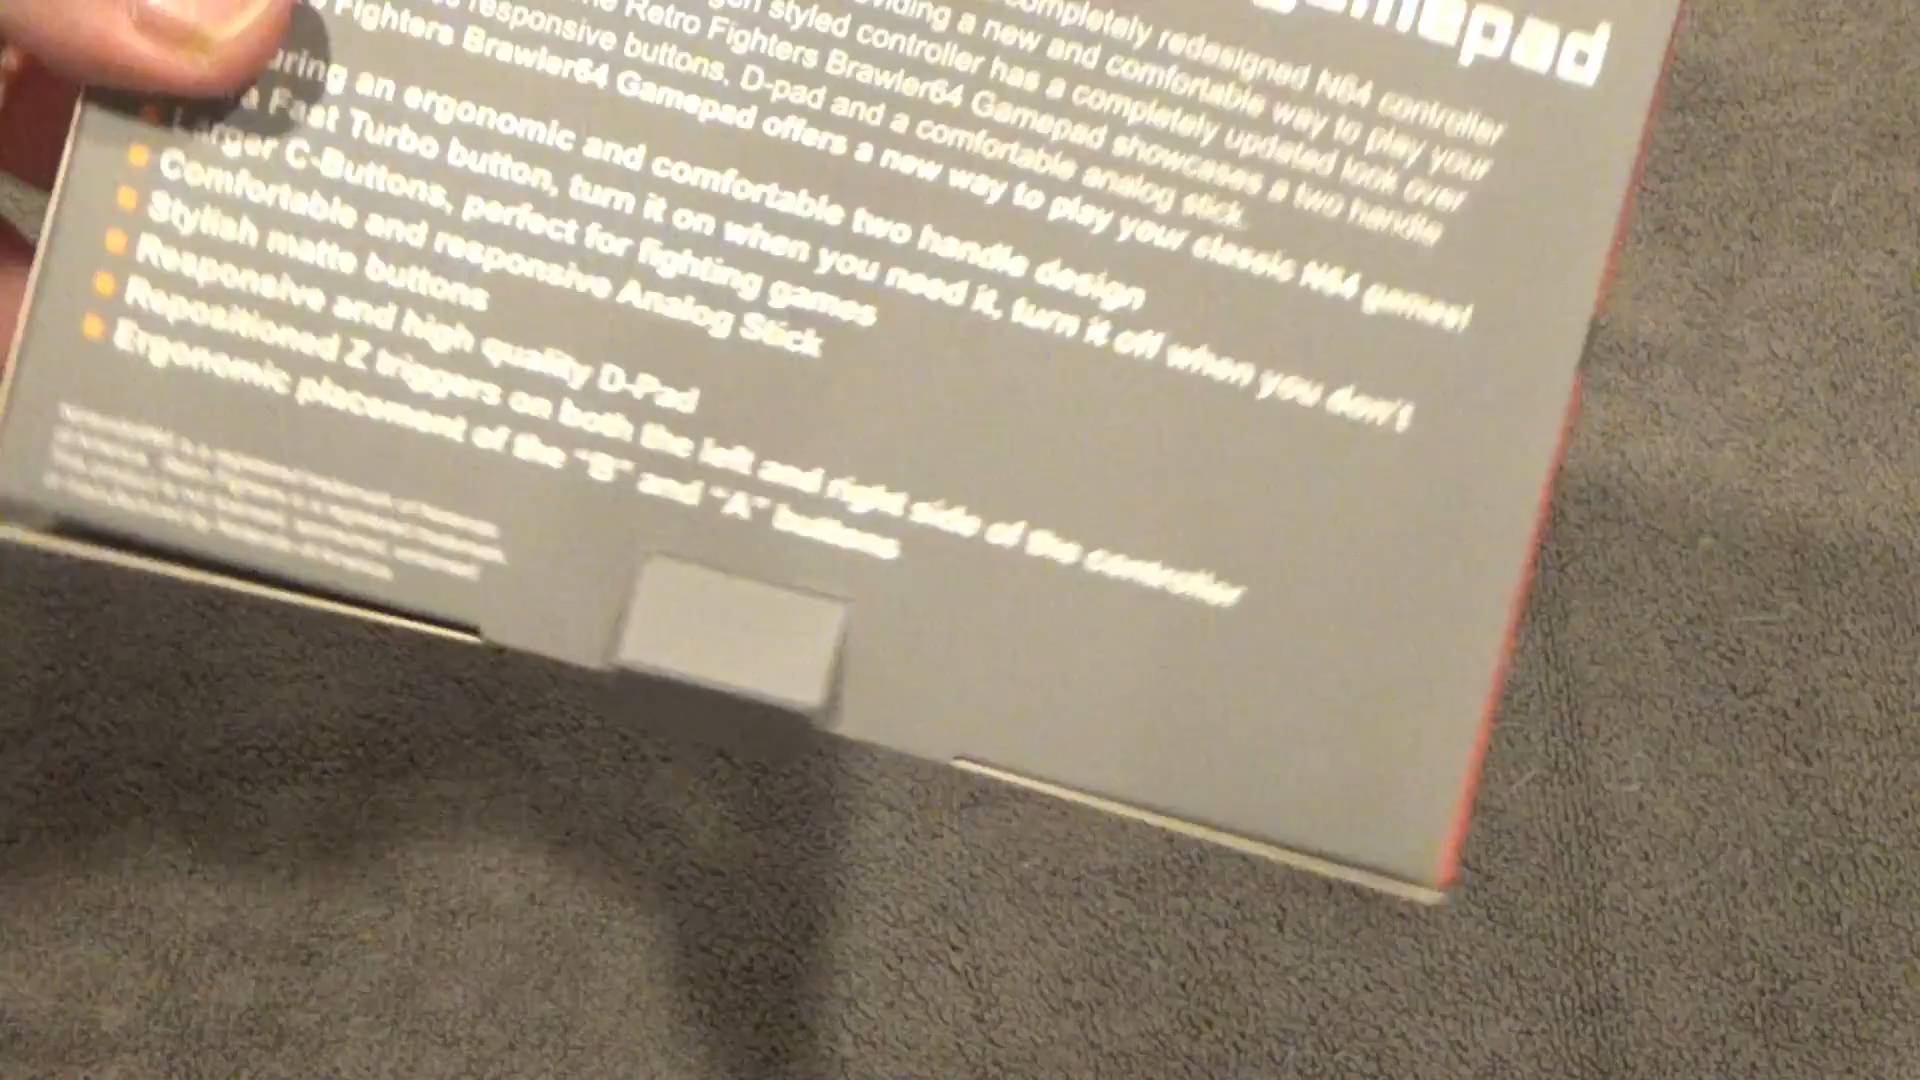 gamepad
completely redesigned N64 controller
providing a new and comfortable way to play your
styled controller has a completely updated look over
Retro Fighters Brawler64 Gamepad showcases a two handle
responsive buttons, D-pad and a comfortable analog stick.
Fighters Brawler64 Gamepad offers a new way to play your classic N64 games!
an ergonomic and comfortable two handle design
a Fast Turbo button, turn it on when you need it, turn it off when you don't
Larger C-Buttons, perfect for fighting games
Comfortable and responsive Analog Stick
Stylish matte buttons
Responsive and high quality D-Pad
Repositioned Z triggers on both the left and right side of the controller
Ergonomic placement of the "B" and "A" buttons